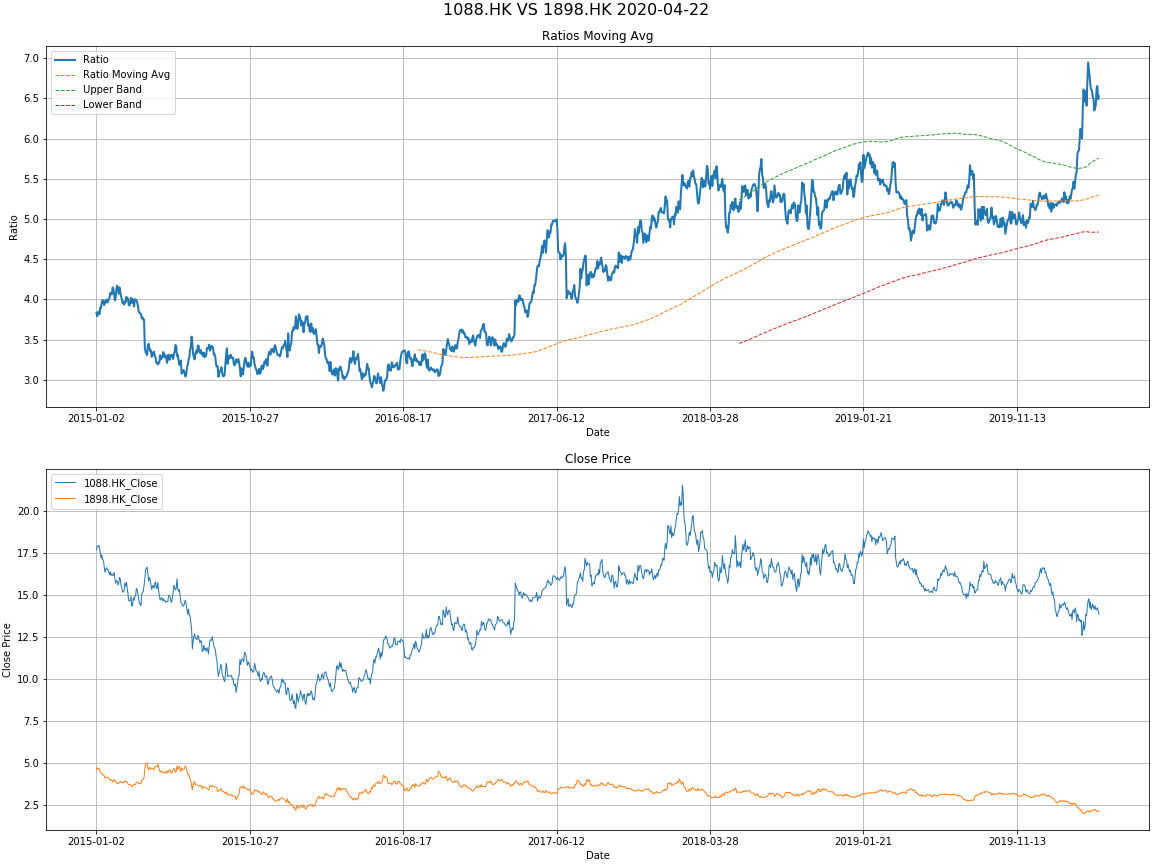 1088.HK VS 1898.HK 2020-04-22
Ratios Moving Avg
Ratio
Ratio Moving Avg
Upper Band
Lower Band
7.0
6.5
6.0
5.5
5.0
4.5
4.0
3.5
3.0
Ratio
2015-01-02 2015-10-27 2016-08-17 2017-06-12 2018-03-28 2019-01-21 2019-11-13
Date
Close Price
1088.HK_Close
1898.HK_Close
20.0
17.5
15.0
12.5
10.0
7.5
5.0
2.5
Close Price
2015-01-02 2015-10-27 2016-08-17 2017-06-12 2018-03-28 2019-01-21 2019-11-13
Date